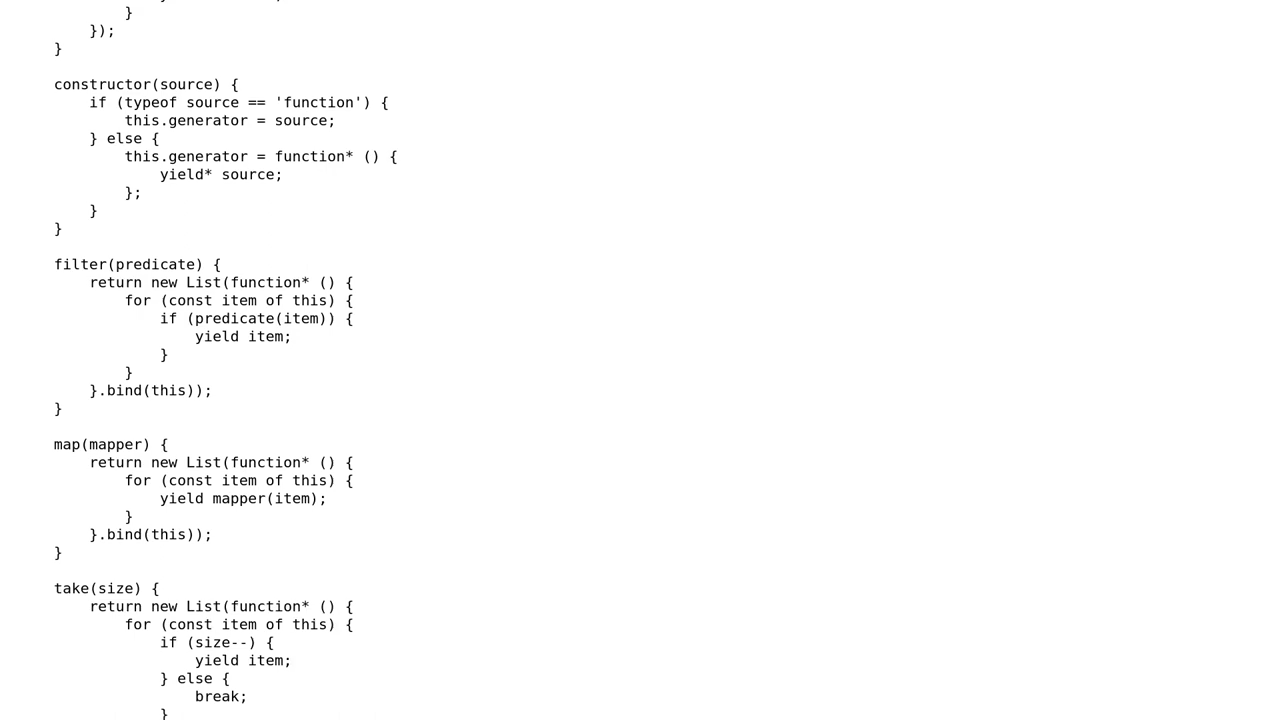 }
    });
}

constructor(source) {
    if (typeof source == 'function') {
        this.generator = source;
    } else {
        this.generator = function* () {
            yield* source;
        };
    }
}

filter(predicate) {
    return new List(function* () {
        for (const item of this) {
            if (predicate(item)) {
                yield item;
            }
        }
    }.bind(this));
}

map(mapper) {
    return new List(function* () {
        for (const item of this) {
            yield mapper(item);
        }
    }.bind(this));
}

take(size) {
    return new List(function* () {
        for (const item of this) {
            if (size--) {
                yield item;
            } else {
                break;
            }